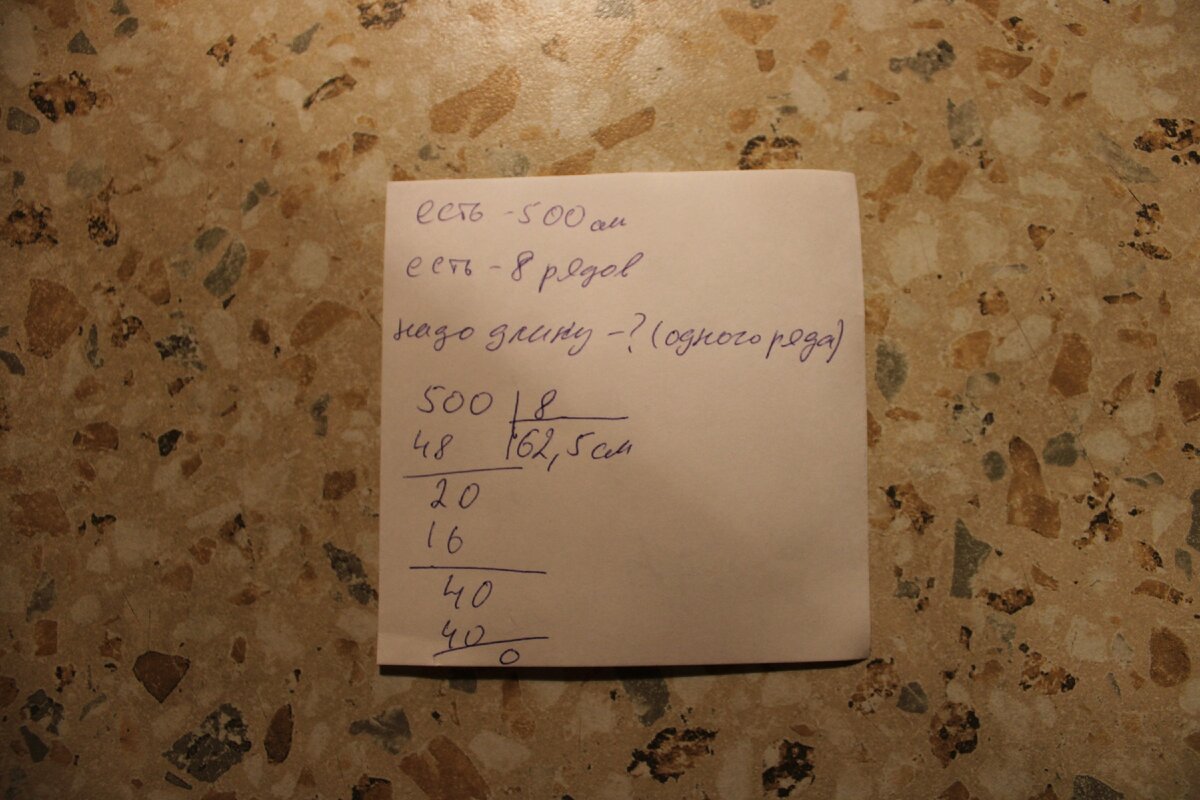 есть - 500 см
есть - 8 рядов
надо длину - ? (одного ряда)
500 8
48 62,5 см
20
16
40
40
0